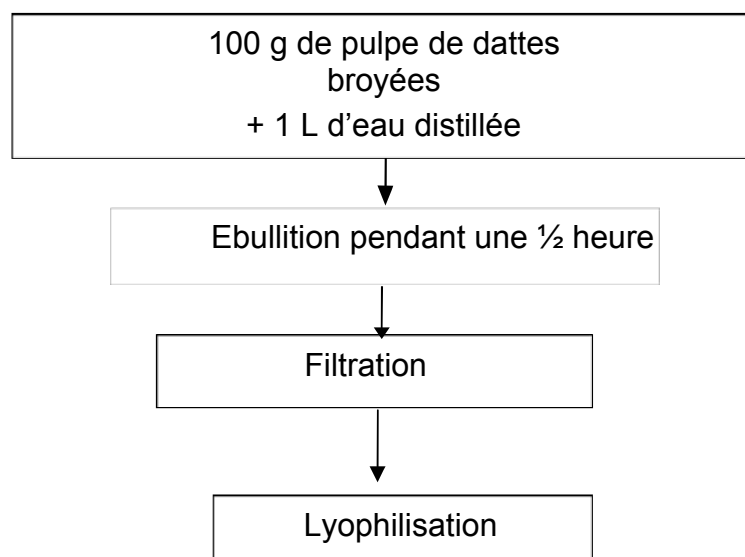 100 g de pulpe de dattes
broyées
+ 1 L d’eau distillée
Ebullition pendant une ½ heure
Filtration
Lyophilisation